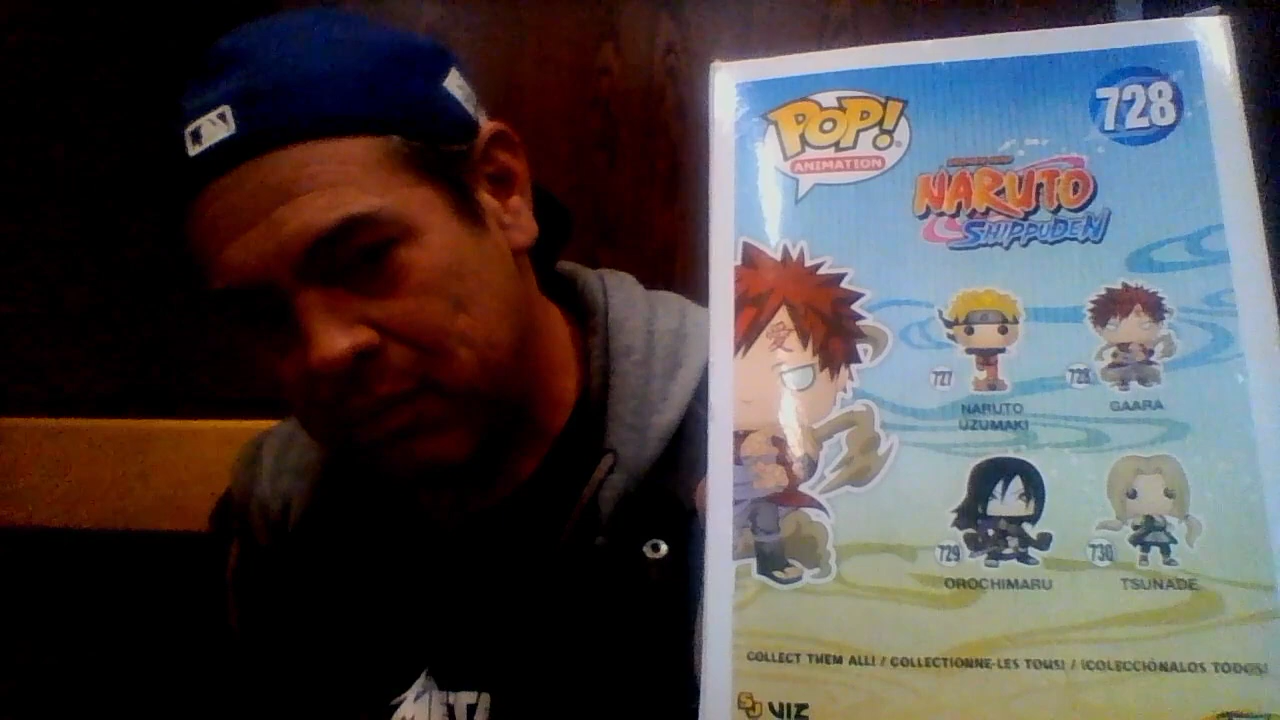 POP!
ANIMATION
728
NARUTO
SHIPPUDEN
727
NARUTO
UZUMAKI
728
GAARA
729
OROCHIMARU
730
TSUNADE
COLLECT THEM ALL! / COLLECTIONNE-LES TOUS! / ¡COLECCIÓNALOS TODOS!
VIZ
META